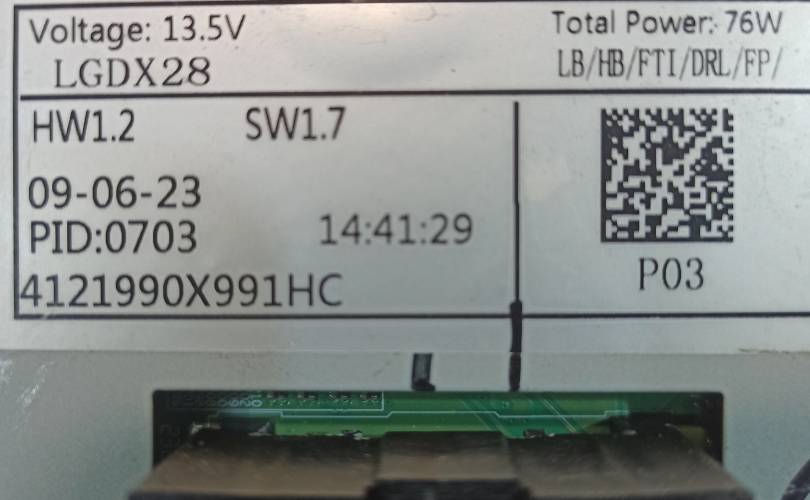 Voltage: 13.5V
Total Power: 76W
LGDX28
LB/HB/FTI/DRL/FP/
HW1.2 SW1.7
09-06-23
PID:0703 14:41:29
4121990X991HC
P03